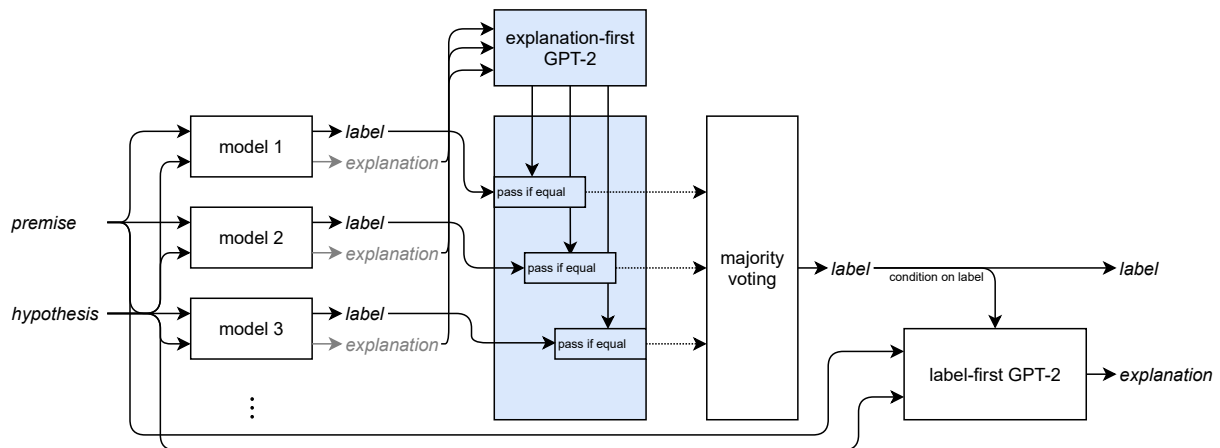 explanation-first
GPT-2
model 1
label
explanation
pass if equal
premise
model 2
label
explanation
pass if equal
majority
voting
label
condition on label
label
hypothesis
model 3
label
explanation
pass if equal
label-first GPT-2
explanation
⋮